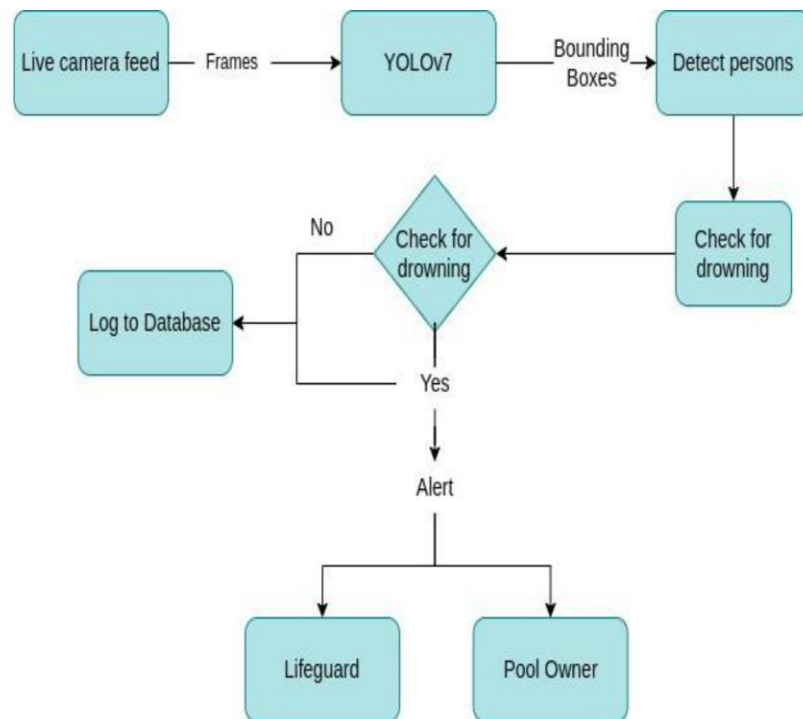 Live camera feed
Frames
YOLOv7
Bounding
Boxes
Detect persons
No
Check for
drowning
Check for
drowning
Log to Database
Yes
Alert
Lifeguard
Pool Owner